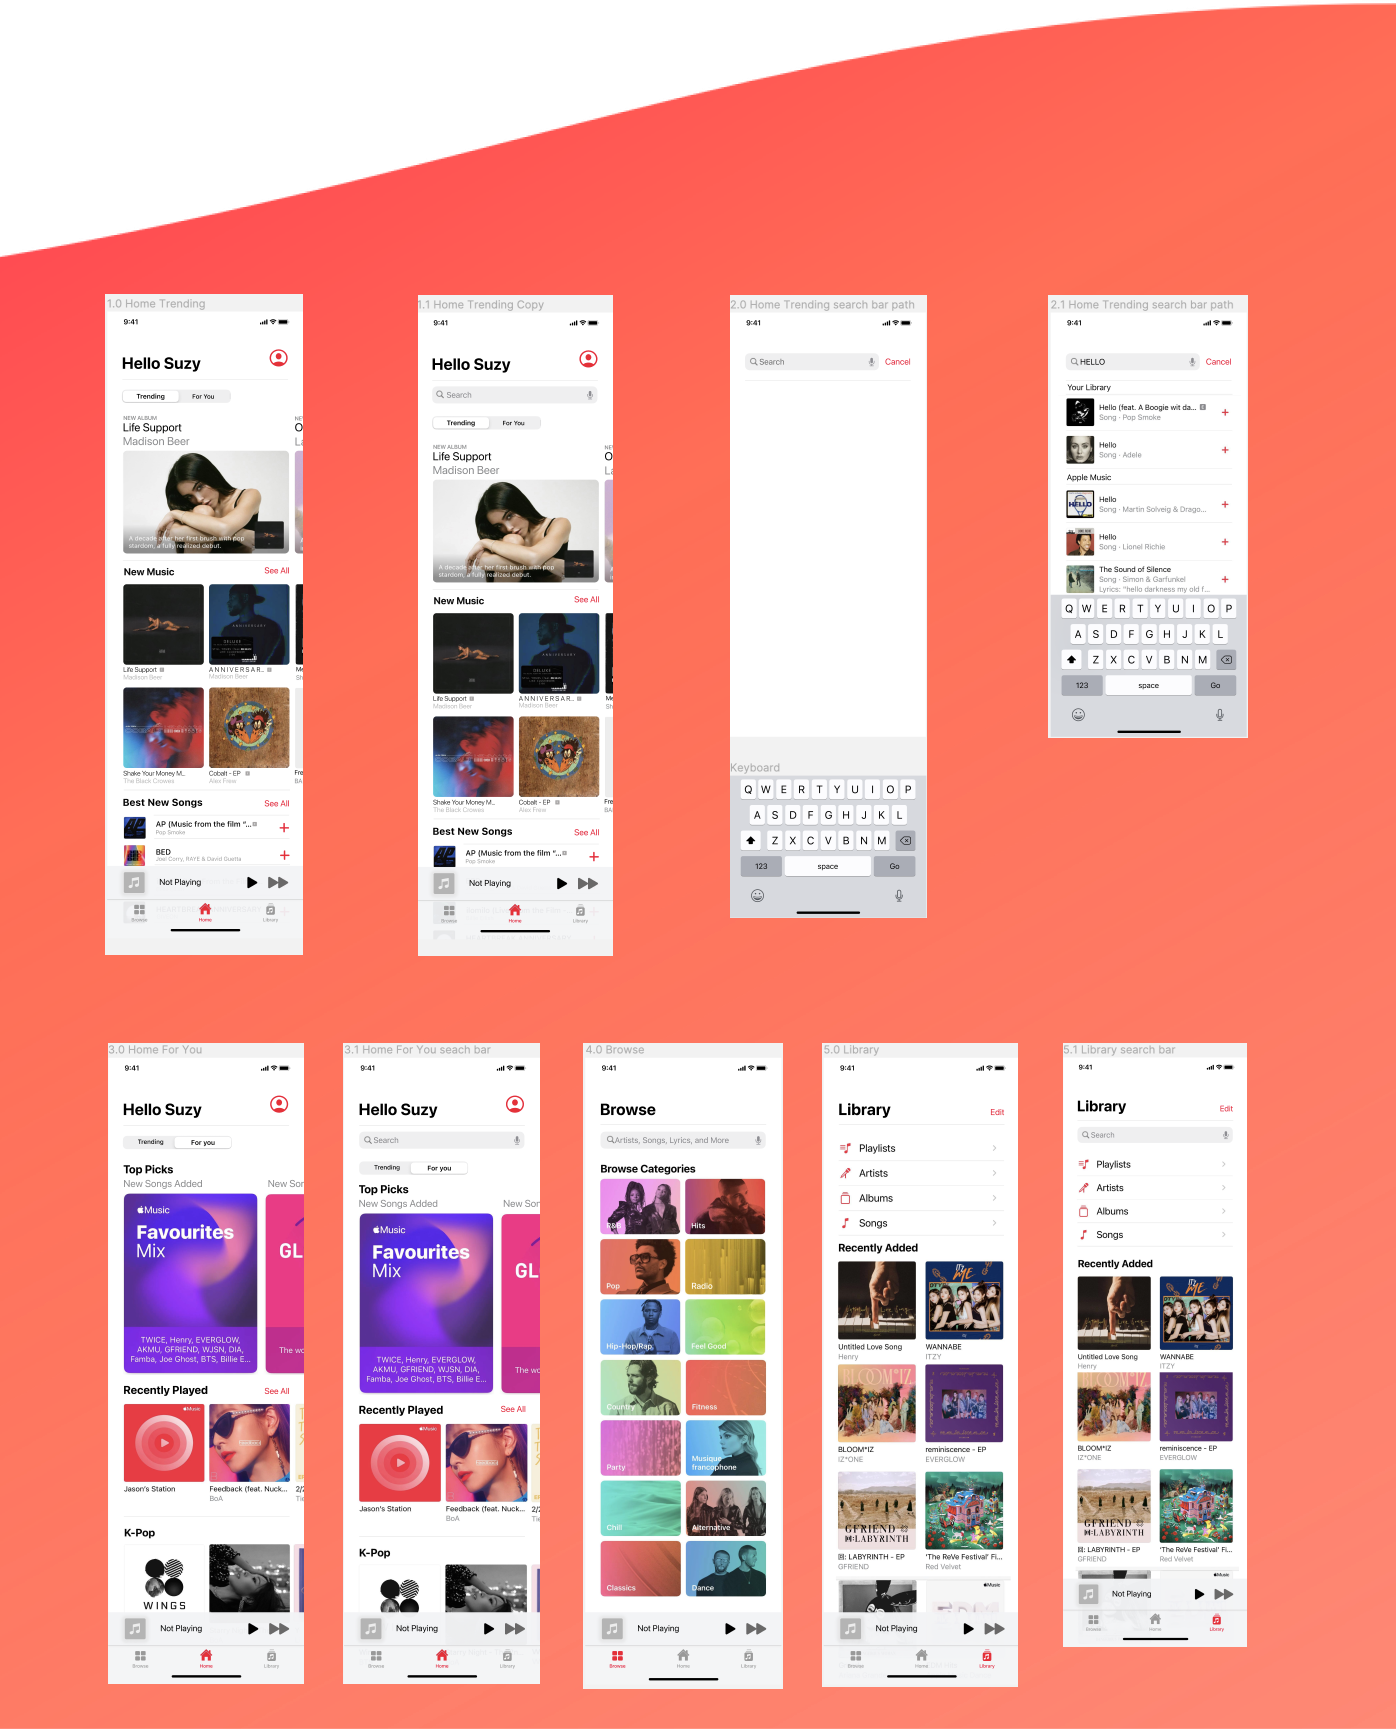 1.0 Home Trending
9:41
Hello Suzy
Trending
For You
NEW ALBUM
Life Support
Madison Beer
A decade after her first brush with pop
stardom, a fully realized debut.
New Music
See All
Life Support
Madison Beer
ANNIVERSAR..
Madison Beer
Shake Your Money M..
The Black Crowes
Cobalt - EP
Alex Frew
Best New Songs
See All
AP (Music from the film "...
Pop Smoke
BED
Joel Corry, RAYE & David Guetta
Not Playing
Browse
Home
Library
1.1 Home Trending Copy
9:41
Hello Suzy
Search
Trending
For You
NEW ALBUM
Life Support
Madison Beer
A decade after her first brush with pop
stardom, a fully realized debut.
New Music
See All
Life Support
Madison Beer
ANNIVERSAR..
Madison Beer
Shake Your Money M..
The Black Crowes
Cobalt - EP
Alex Frew
Best New Songs
See All
AP (Music from the film "...
Pop Smoke
Not Playing
Browse
Home
Library
2.0 Home Trending search bar path
9:41
Search
Cancel
Keyboard
Q W E R T Y U I O P
A S D F G H J K L
Z X C V B N M
123 space Go
2.1 Home Trending search bar path
9:41
HELLO
Cancel
Your Library
Hello (feat. A Boogie wit da...
Song · Pop Smoke
Hello
Song · Adele
Apple Music
Hello
Song · Martin Solveig & Drago...
Hello
Song · Lionel Richie
The Sound of Silence
Song · Simon & Garfunkel
Lyrics: "hello darkness my old f...
Q W E R T Y U I O P
A S D F G H J K L
Z X C V B N M
123 space Go
3.0 Home For You
9:41
Hello Suzy
Trending
For you
Top Picks
New Songs Added
New Son
Music
Favourites
Mix
GL
TWICE, Henry, EVERGLOW,
AKMU, GFRIEND, WJSN, DIA,
Famba, Joe Ghost, BTS, Billie E...
The wo
Recently Played
See All
Jason's Station
Feedback (feat. Nuck...
BoA
K-Pop
WINGS
Not Playing
Browse
Home
Library
3.1 Home For You seach bar
9:41
Hello Suzy
Search
Trending
For you
Top Picks
New Songs Added
New Son
Music
Favourites
Mix
GL
TWICE, Henry, EVERGLOW,
AKMU, GFRIEND, WJSN, DIA,
Famba, Joe Ghost, BTS, Billie E...
The wo
Recently Played
See All
Jason's Station
Feedback (feat. Nuck...
BoA
K-Pop
Not Playing
Browse
Home
Library
4.0 Browse
9:41
Browse
Artists, Songs, Lyrics, and More
Browse Categories
R&B
Hits
Pop
Radio
Hip-Hop/Rap
Feel Good
Country
Fitness
Party
Musique
francophone
Chill
Alternative
Classics
Dance
Not Playing
Browse
Home
Library
5.0 Library
9:41
Library
Edit
Playlists
Artists
Albums
Songs
Recently Added
Untitled Love Song
Henry
WANNABE
ITZY
BLOOM*IZ
IZ*ONE
reminiscence - EP
EVERGLOW
GFRIEND
回:LABYRINTH
回: LABYRINTH - EP
GFRIEND
'The ReVe Festival' Fi...
Red Velvet
Not Playing
Browse
Home
Library
5.1 Library search bar
9:41
Library
Edit
Search
Playlists
Artists
Albums
Songs
Recently Added
Untitled Love Song
Henry
WANNABE
ITZY
BLOOM*IZ
IZ*ONE
reminiscence - EP
EVERGLOW
GFRIEND
回:LABYRINTH
回: LABYRINTH - EP
GFRIEND
'The ReVe Festival' Fi...
Red Velvet
Not Playing
Browse
Home
Library